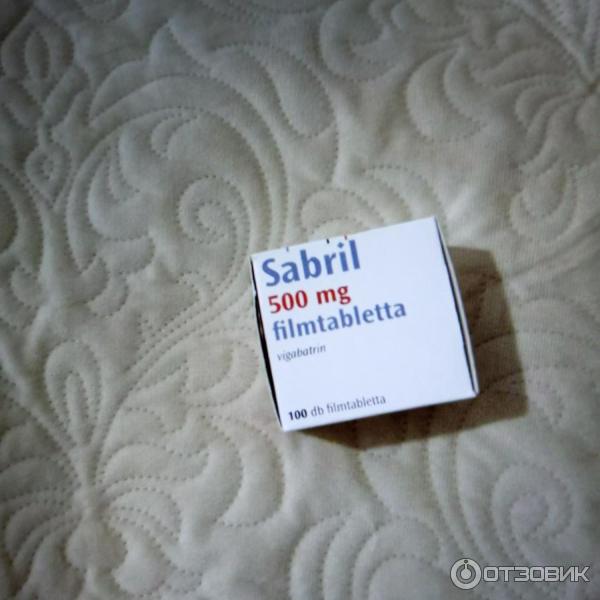 Sabril
500 mg
filmtabletta
vigabatrin
100 db filmtabletta
ОТЗОВИК